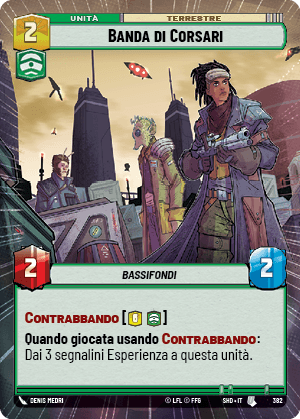 UNITÀ
TERRESTRE
2
BANDA DI CORSARI
2
2
BASSIFONDI
CONTRABBANDO [6 ]
Quando giocata usando CONTRABBANDO:
Dai 3 segnalini Esperienza a questa unità.
DENIS MEDRI
© LFL © FFG
SHD • IT
382